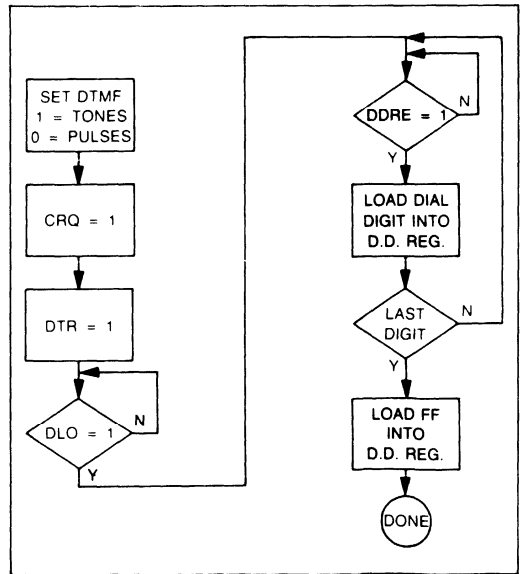 SET DTMF
1 = TONES
0 = PULSES
CRQ = 1
DTR = 1
DLO = 1
N
Y
DDRE = 1
N
Y
LOAD DIAL
DIGIT INTO
D.D. REG.
LAST
DIGIT
N
Y
LOAD FF
INTO
D.D. REG.
DONE